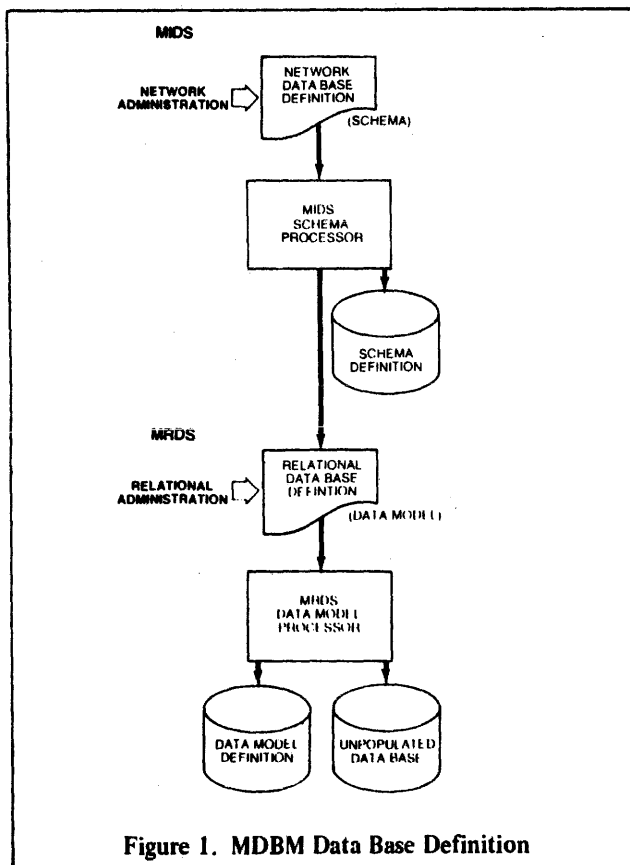 MIDS
NETWORK
ADMINISTRATION
NETWORK
DATA BASE
DEFINITION
(SCHEMA)
MIDS
SCHEMA
PROCESSOR
SCHEMA
DEFINITION
MRDS
RELATIONAL
ADMINISTRATION
RELATIONAL
DATA BASE
DEFINTION
(DATA MODEL)
MRDS
DATA MODEL
PROCESSOR
DATA MODEL
DEFINITION
UNPOPULATED
DATA BASE
Figure 1. MDBM Data Base Definition